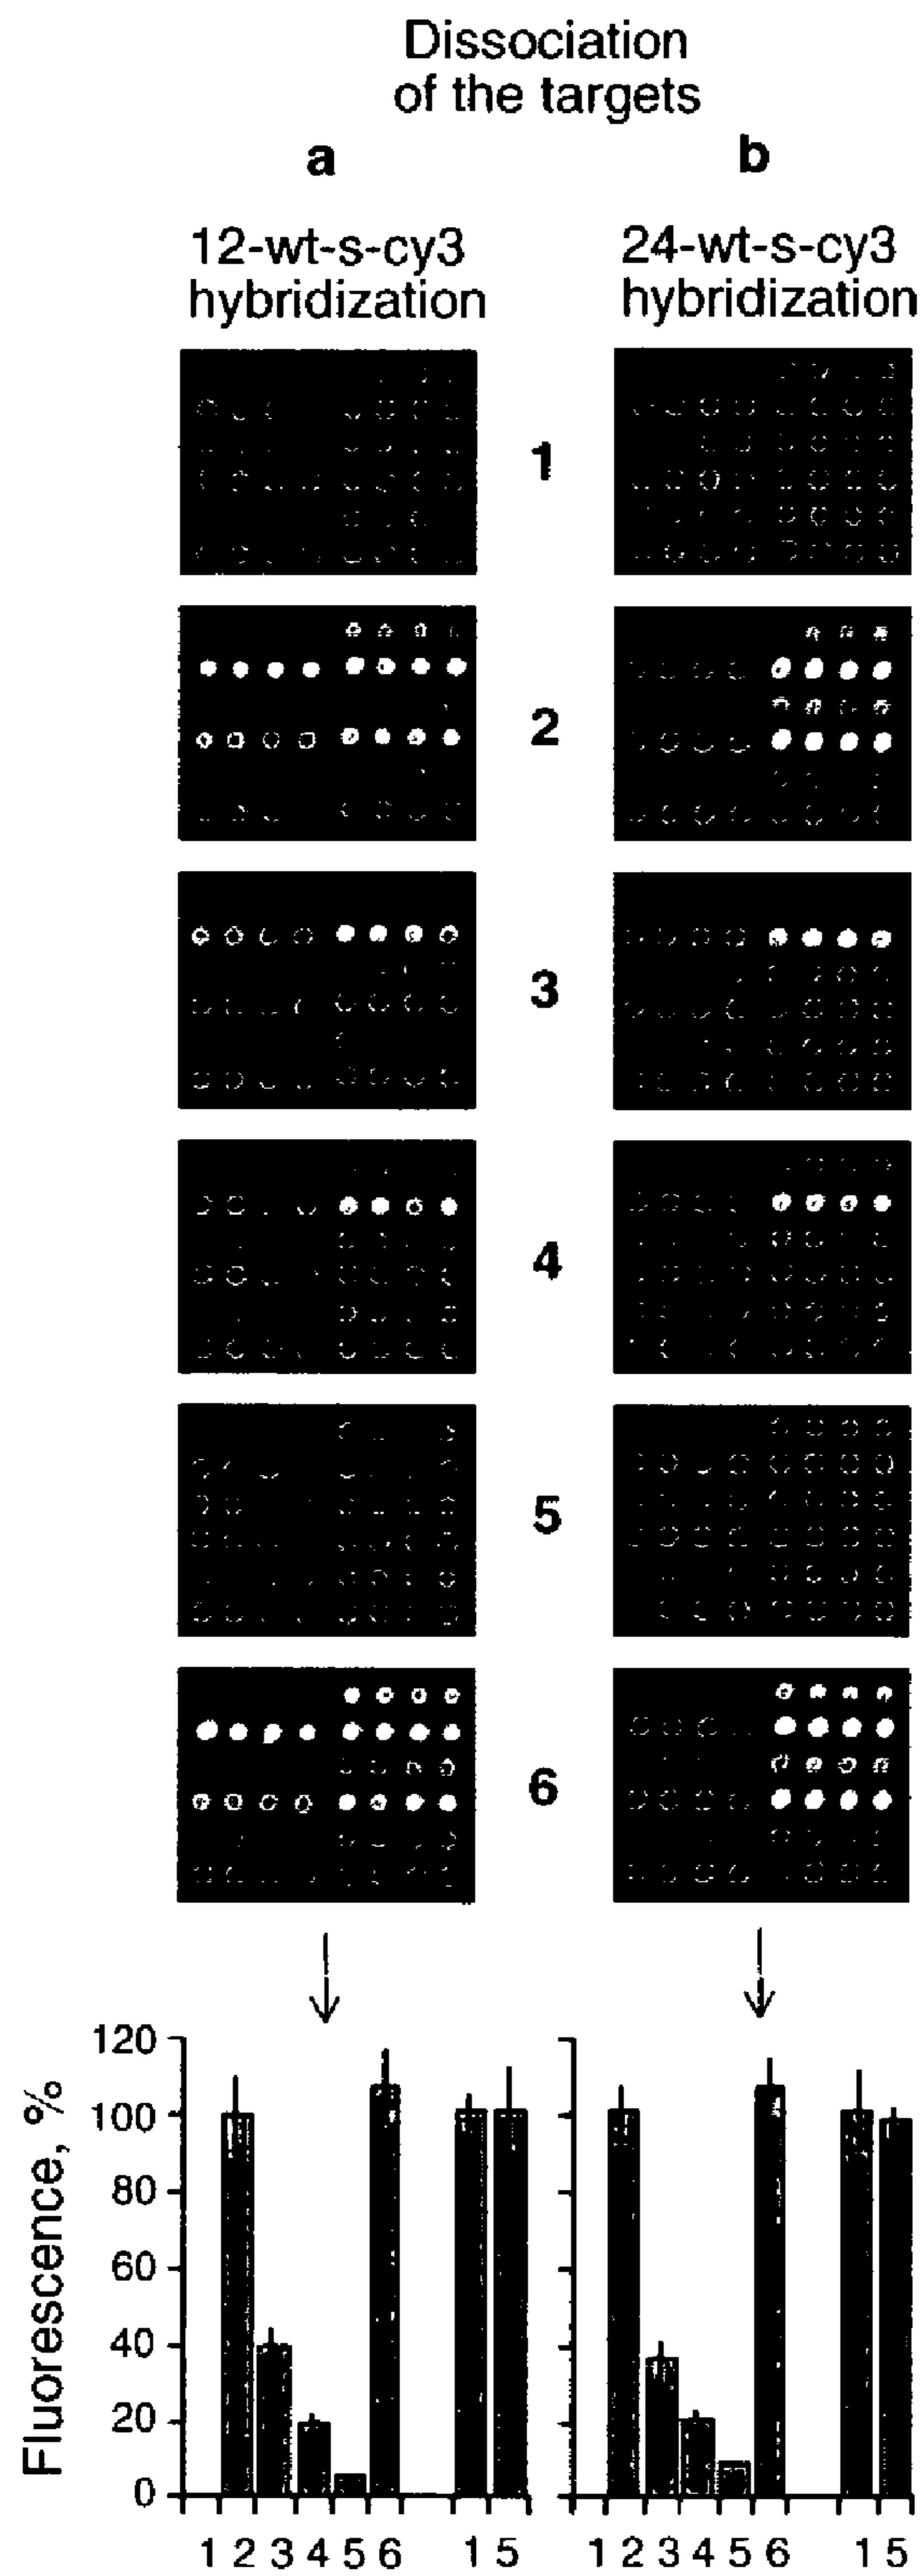 Dissociation
of the targets
a
b
12-wt-s-cy3
hybridization
24-wt-s-cy3
hybridization
1
2
3
4
5
6
Fluorescence, %
120
100
80
60
40
20
0
1 2 3 4 5 6 1 5
1 2 3 4 5 6 1 5